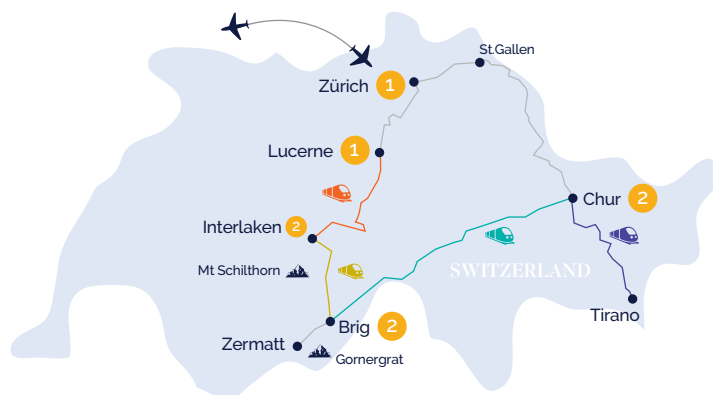 St.Gallen
Zürich 1
Lucerne 1
Chur 2
Interlaken 2
Mt Schilthorn
SWITZERLAND
Tirano
Brig 2
Zermatt
Gornergrat